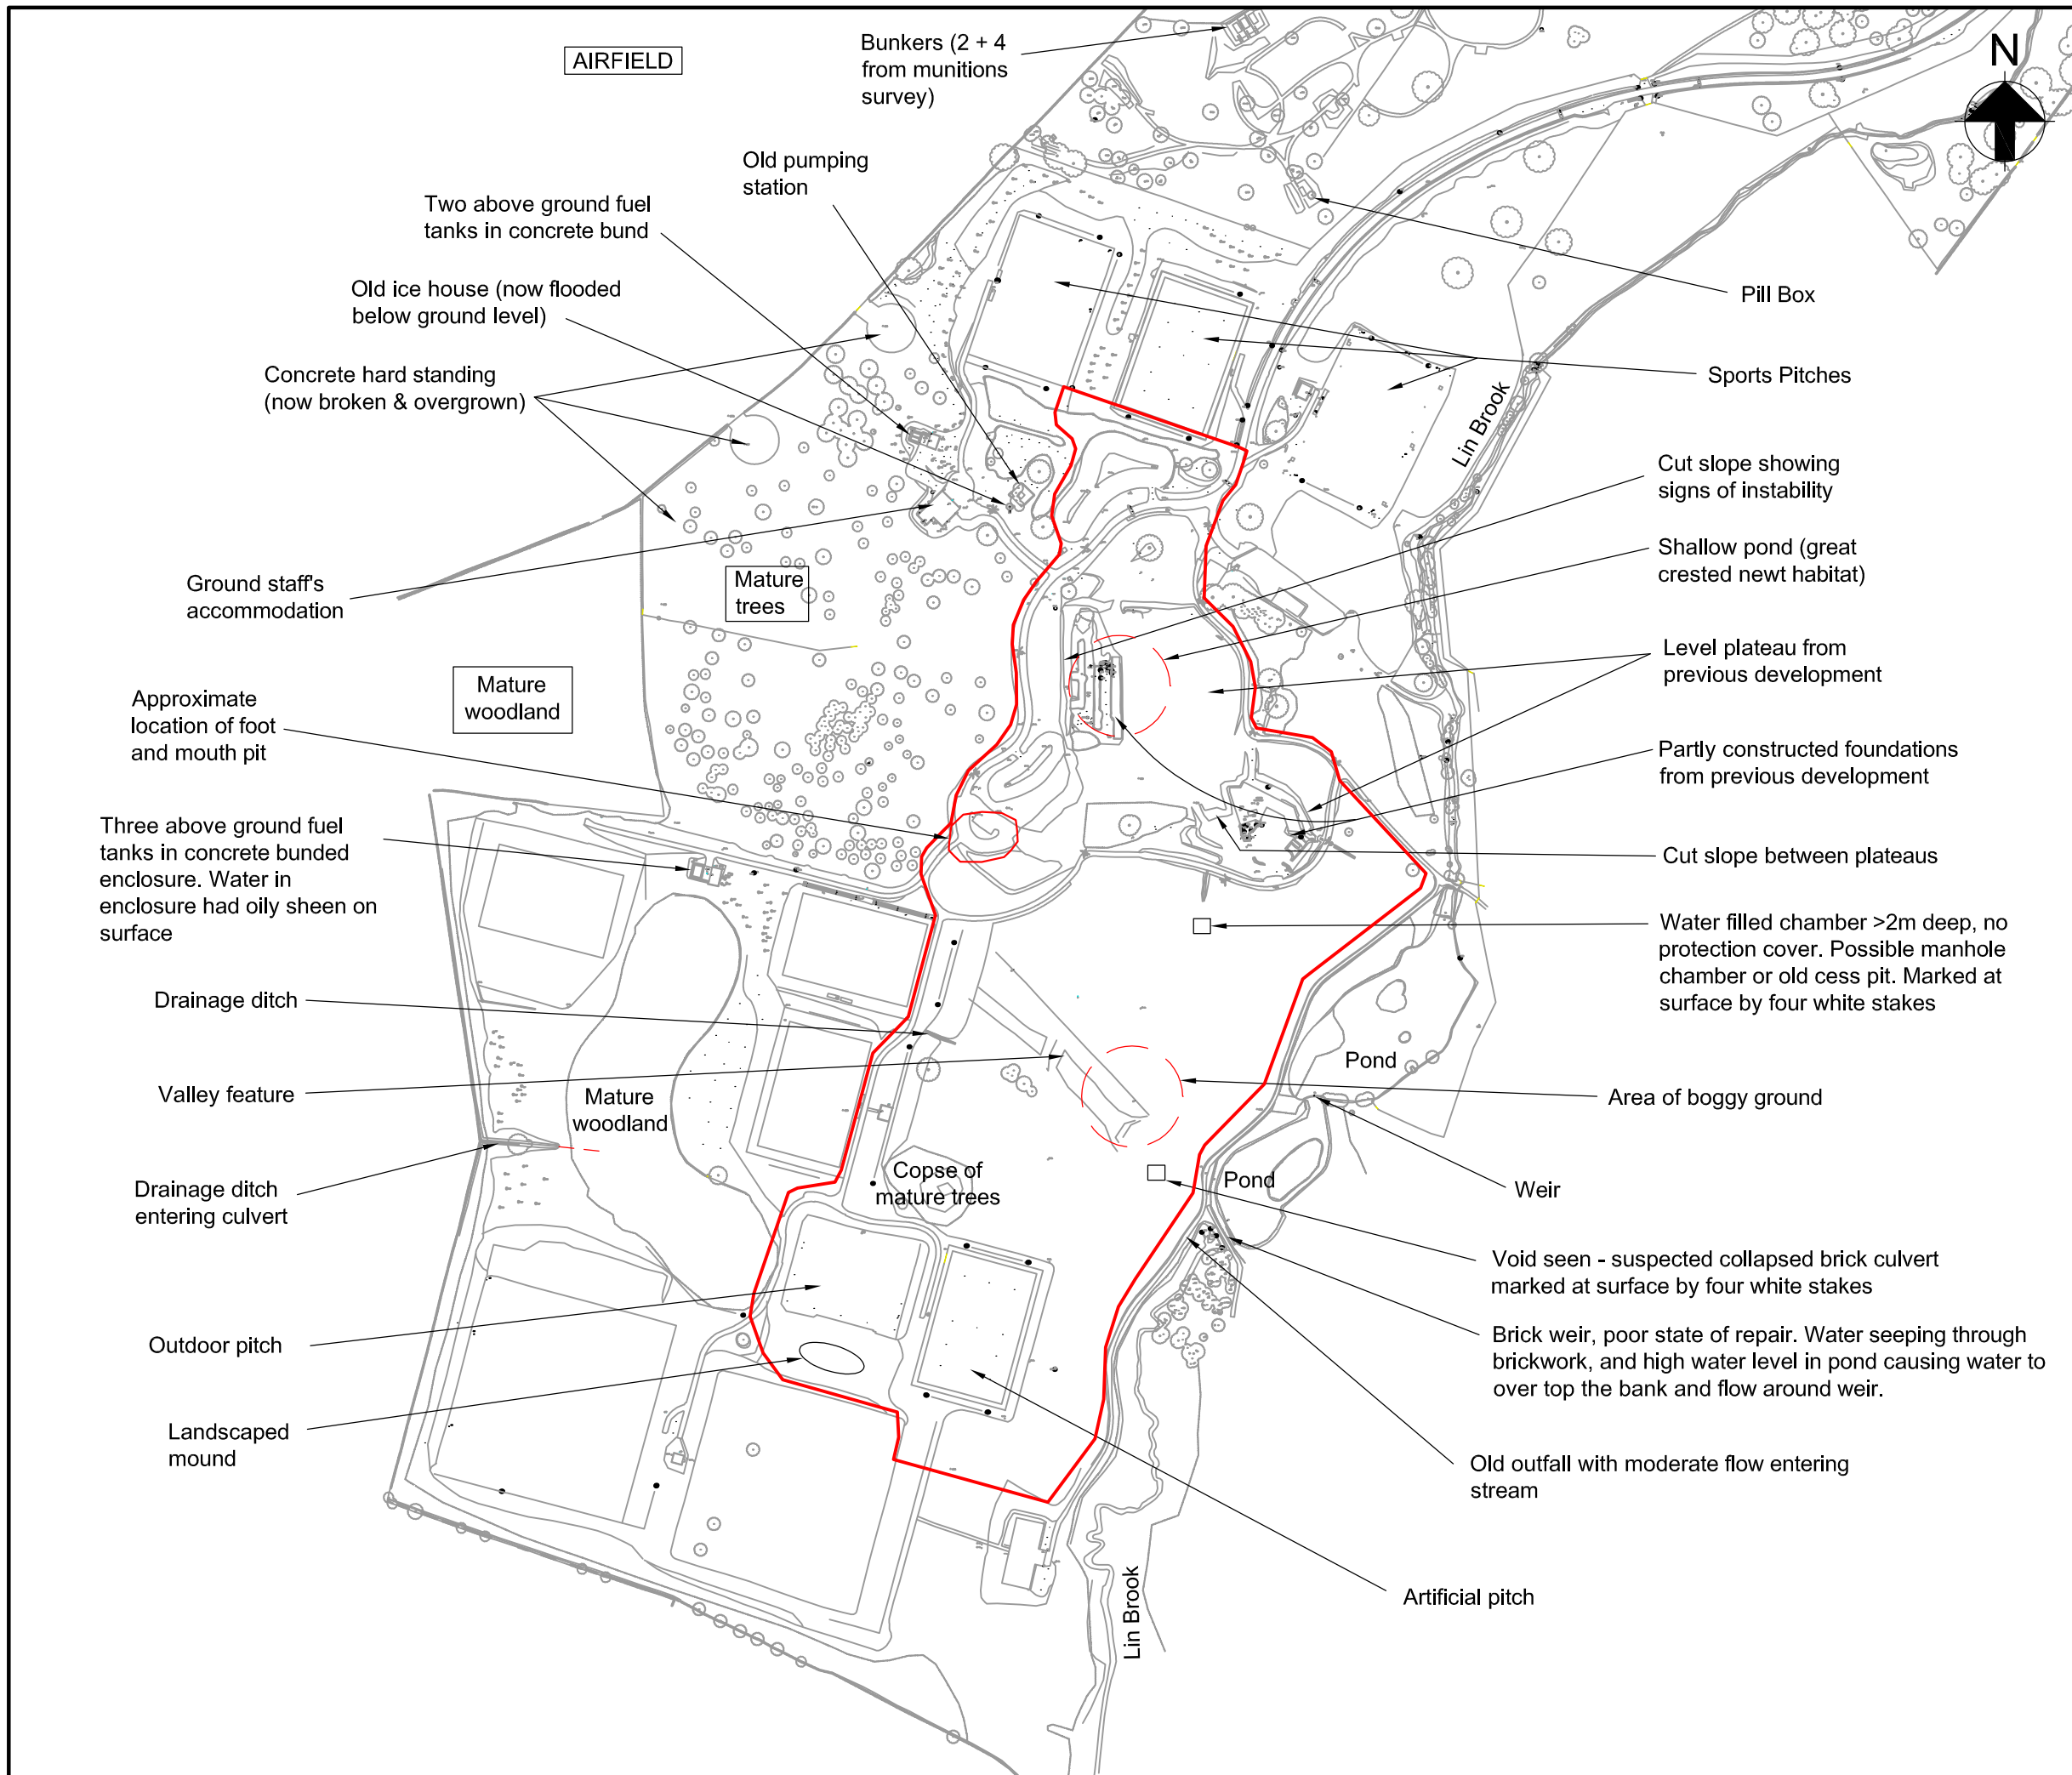 AIRFIELD
Bunkers (2 + 4
from munitions
survey)
N
Old pumping
station
Two above ground fuel
tanks in concrete bund
Old ice house (now flooded
below ground level)
Concrete hard standing
(now broken & overgrown)
Ground staff's
accommodation
Mature
trees
Mature
woodland
Approximate
location of foot
and mouth pit
Three above ground fuel
tanks in concrete bunded
enclosure. Water in
enclosure had oily sheen on
surface
Drainage ditch
Valley feature
Mature
woodland
Drainage ditch
entering culvert
Copse of
mature trees
Outdoor pitch
Landscaped
mound
Pill Box
Sports Pitches
Lin Brook
Cut slope showing
signs of instability
Shallow pond (great
crested newt habitat)
Level plateau from
previous development
Partly constructed foundations
from previous development
Cut slope between plateaus
Water filled chamber >2m deep, no
protection cover. Possible manhole
chamber or old cess pit. Marked at
surface by four white stakes
Pond
Area of boggy ground
Pond
Weir
Void seen - suspected collapsed brick culvert
marked at surface by four white stakes
Brick weir, poor state of repair. Water seeping through
brickwork, and high water level in pond causing water to
over top the bank and flow around weir.
Old outfall with moderate flow entering
stream
Artificial pitch
Lin Brook